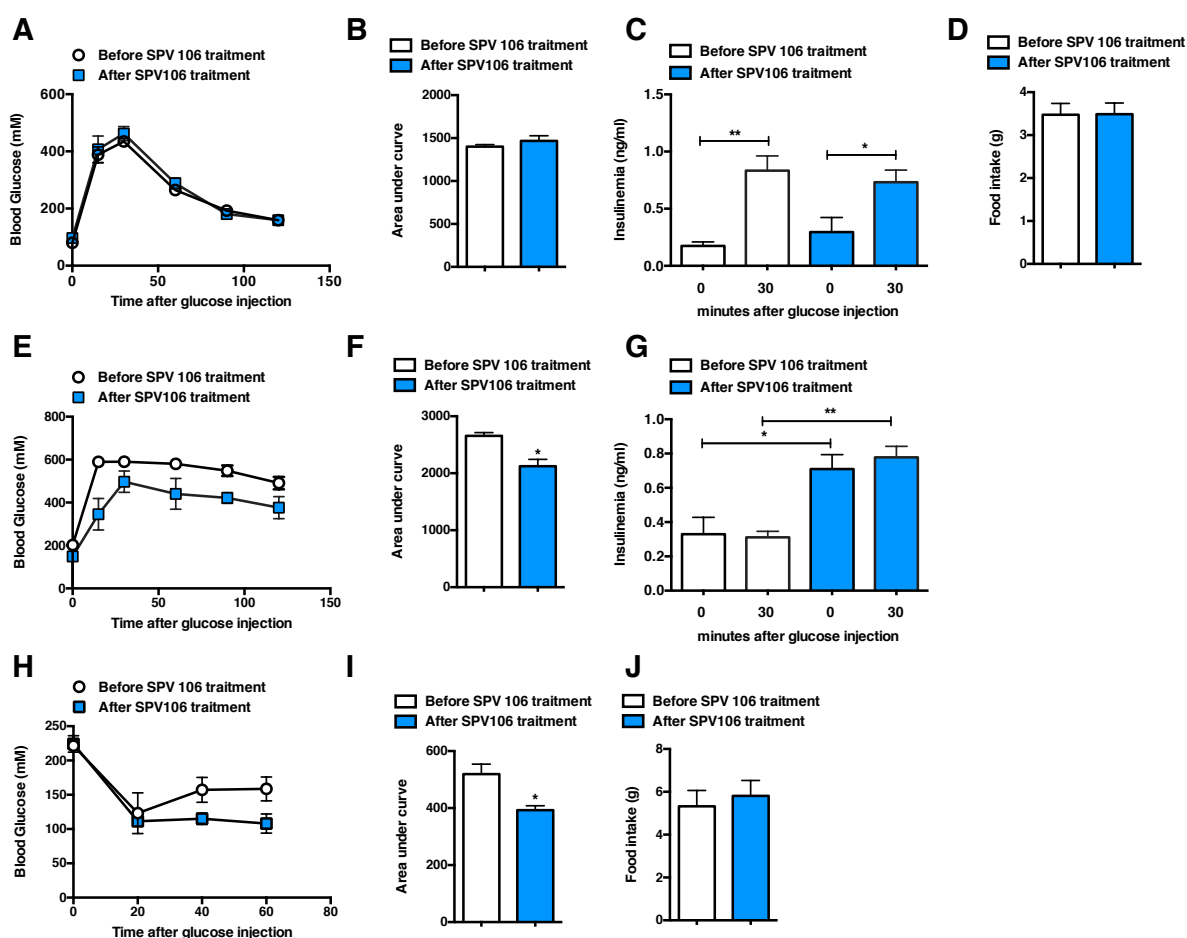 A
Before SPV 106 traitment
After SPV106 treatment
Blood Glucose (mM)
600
400
200
0
0 50 100 150
Time after glucose injection
B
Before SPV 106 traitment
After SPV106 traitment
Area under curve
2000
1500
1000
500
0
C
Before SPV 106 traitment
After SPV106 traitment
Insulinemia (ng/ml)
1.5
1.0
0.5
0.0
**
*
0 30 0 30
minutes after glucose injection
D
Before SPV 106 traitment
After SPV106 traitment
Food intake (g)
4
3
2
1
0
E
Before SPV 106 traitment
After SPV106 traitment
Blood Glucose (mM)
800
600
400
200
0
0 50 100 150
Time after glucose injection
F
Before SPV 106 traitment
After SPV106 traitment
Area under curve
3000
2000
1000
0
*
G
Before SPV 106 traitment
After SPV106 traitment
Insulinemia (ng/ml)
1.0
0.8
0.6
0.4
0.2
0.0
**
*
0 30 0 30
minutes after glucose injection
H
Before SPV 106 traitment
After SPV106 traitment
Blood Glucose (mM)
250
200
150
100
50
0
0 20 40 60 80
Time after glucose injection
I
Before SPV 106 traitment
After SPV106 traitment
Area under curve
600
400
200
0
*
J
Before SPV 106 traitment
After SPV106 traitment
Food intake (g)
8
6
4
2
0